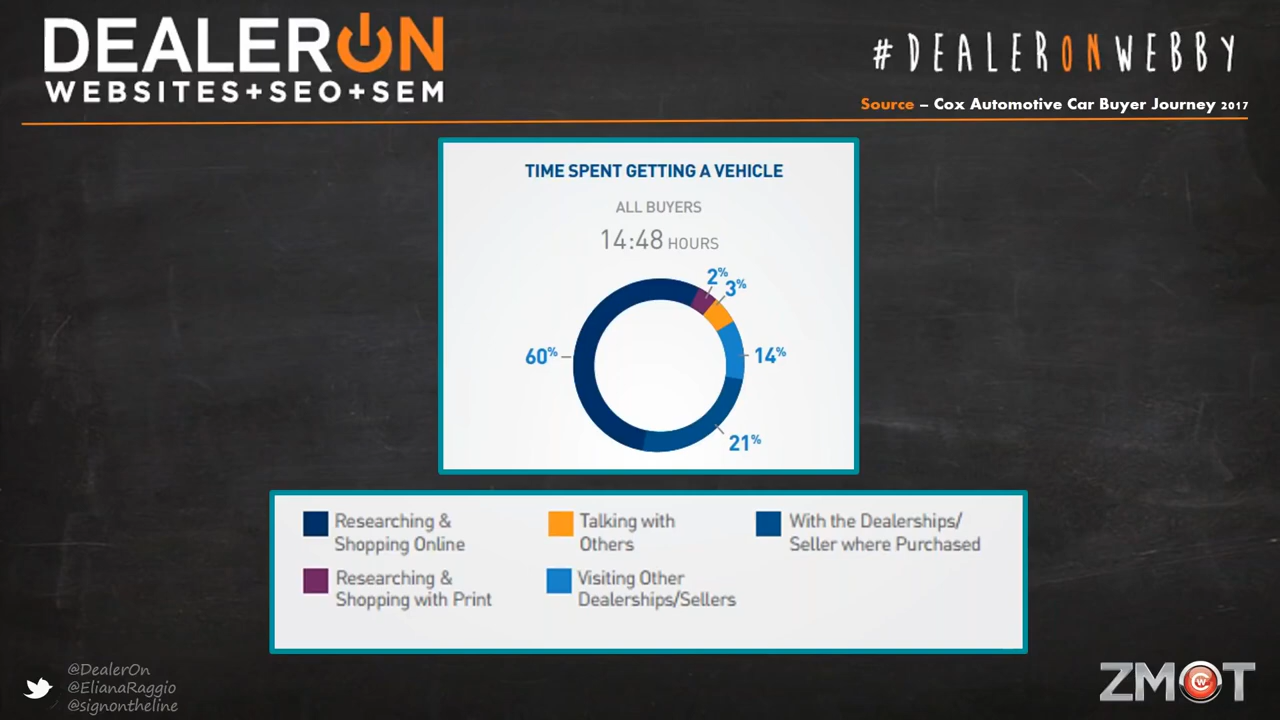 DEALERON
WEBSITES+SEO+SEM
#DEALERONWEBBY
Source – Cox Automotive Car Buyer Journey 2017
TIME SPENT GETTING A VEHICLE
ALL BUYERS
14:48 HOURS
2%
3%
60%
14%
21%
Researching &
Shopping Online
Talking with
Others
With the Dealerships/
Seller where Purchased
Researching &
Shopping with Print
Visiting Other
Dealerships/Sellers
@DealerOn
@ElianaRaggio
@signontheline
ZMOT